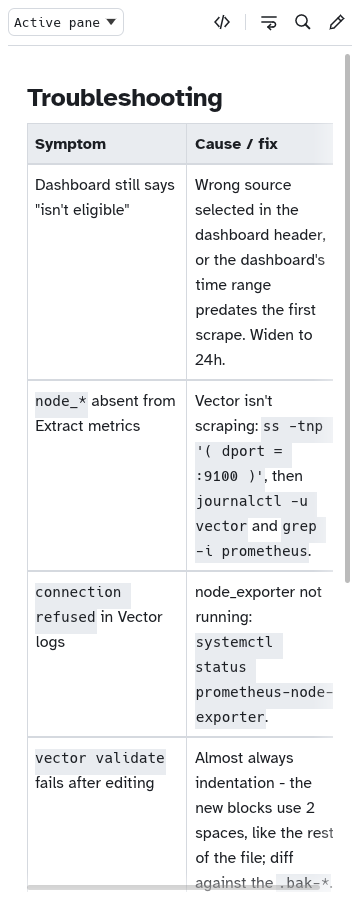 Active pane
Troubleshooting
Symptom
Cause / fix
Dashboard still says
"isn't eligible"
Wrong source
selected in the
dashboard header,
or the dashboard's
time range
predates the first
scrape. Widen to
24h.
node_* absent from
Extract metrics
Vector isn't
scraping: ss -tnp
'( dport =
:9100 )', then
journalctl -u
vector and grep
-i prometheus.
connection
refused in Vector
logs
node_exporter not
running:
systemctl
status
prometheus-node-
exporter.
vector validate
fails after editing
Almost always
indentation - the
new blocks use 2
spaces, like the rest
of the file; diff
against the .bak-*.